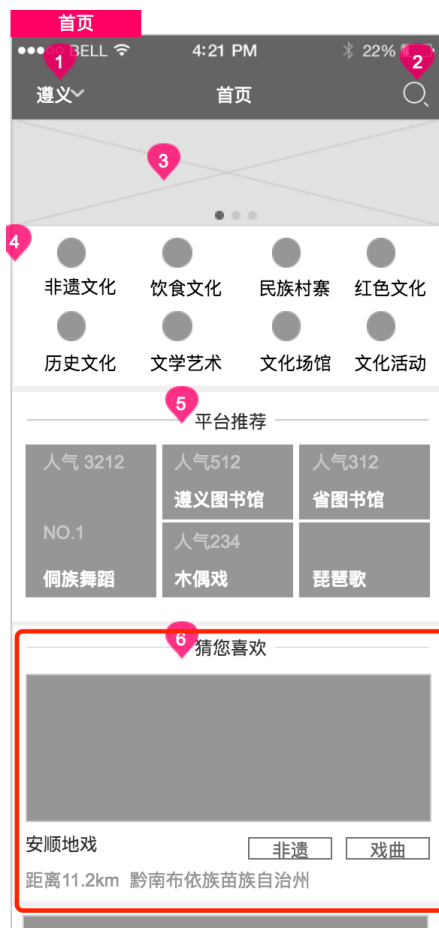 首页
BELL 4:21 PM 22%
1 2
遵义 首页
3
4
非遗文化 饮食文化 民族村寨 红色文化
历史文化 文学艺术 文化场馆 文化活动
5
平台推荐
人气 3212 人气512 人气312
遵义图书馆 省图书馆
NO.1 人气234
侗族舞蹈 木偶戏 琵琶歌
6
猜您喜欢
安顺地戏 非遗 戏曲
距离11.2km 黔南布依族苗族自治州